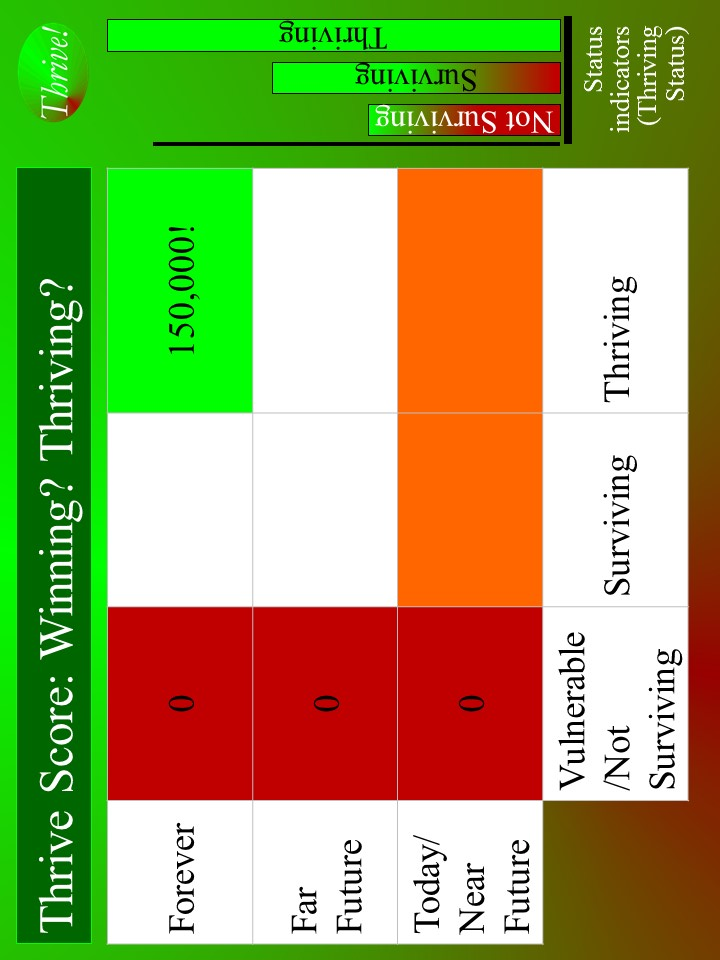 Thrive Score: Winning? Thriving?
Thrive!
Forever
0
150,000!
Far
Future
0
Today/
Near
Future
0
Vulnerable
/Not
Surviving
Surviving
Thriving
Thriving
Surviving
Not Surviving
Status
indicators
(Thriving
Status)